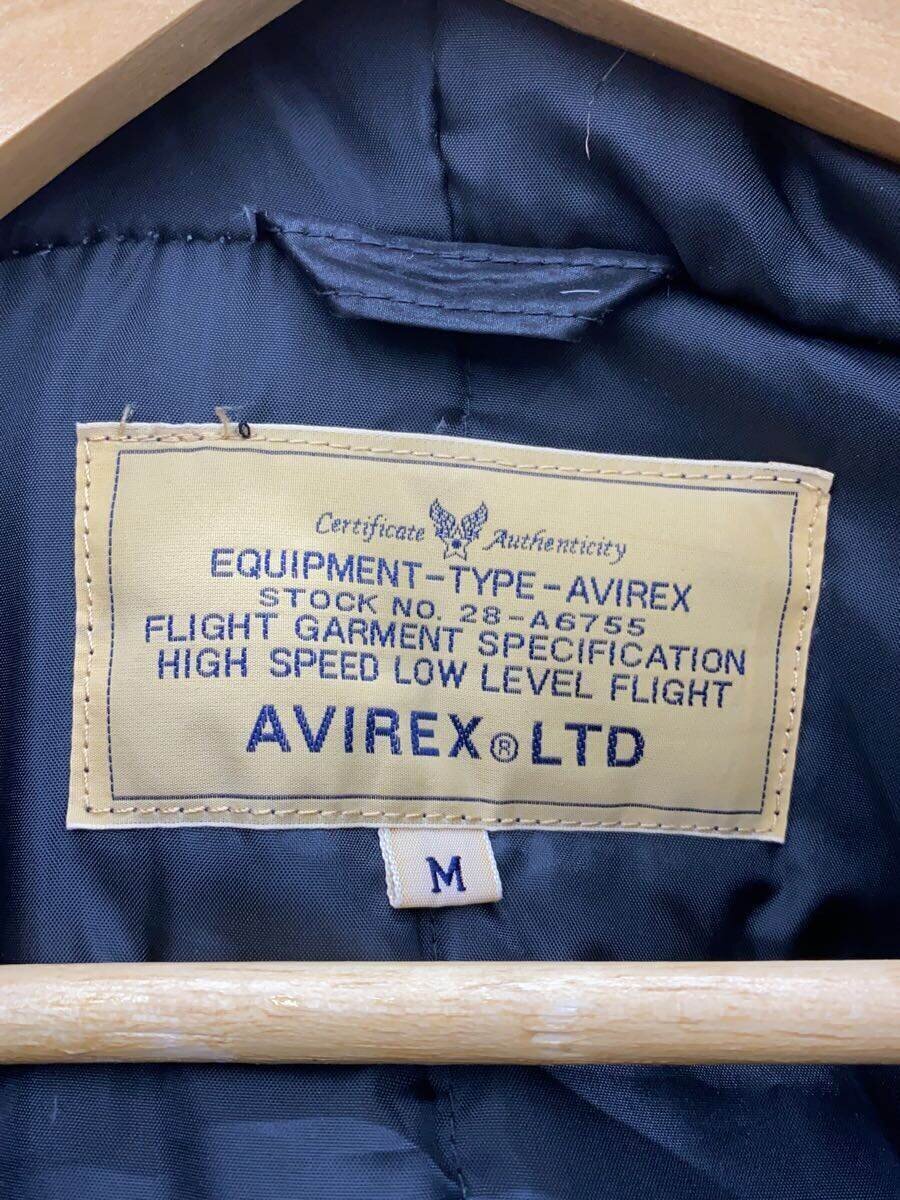 Certificate Authenticity
EQUIPMENT-TYPE-AVIREX
STOCK NO. 28-A6755
FLIGHT GARMENT SPECIFICATION
HIGH SPEED LOW LEVEL FLIGHT
AVIREX® LTD
M